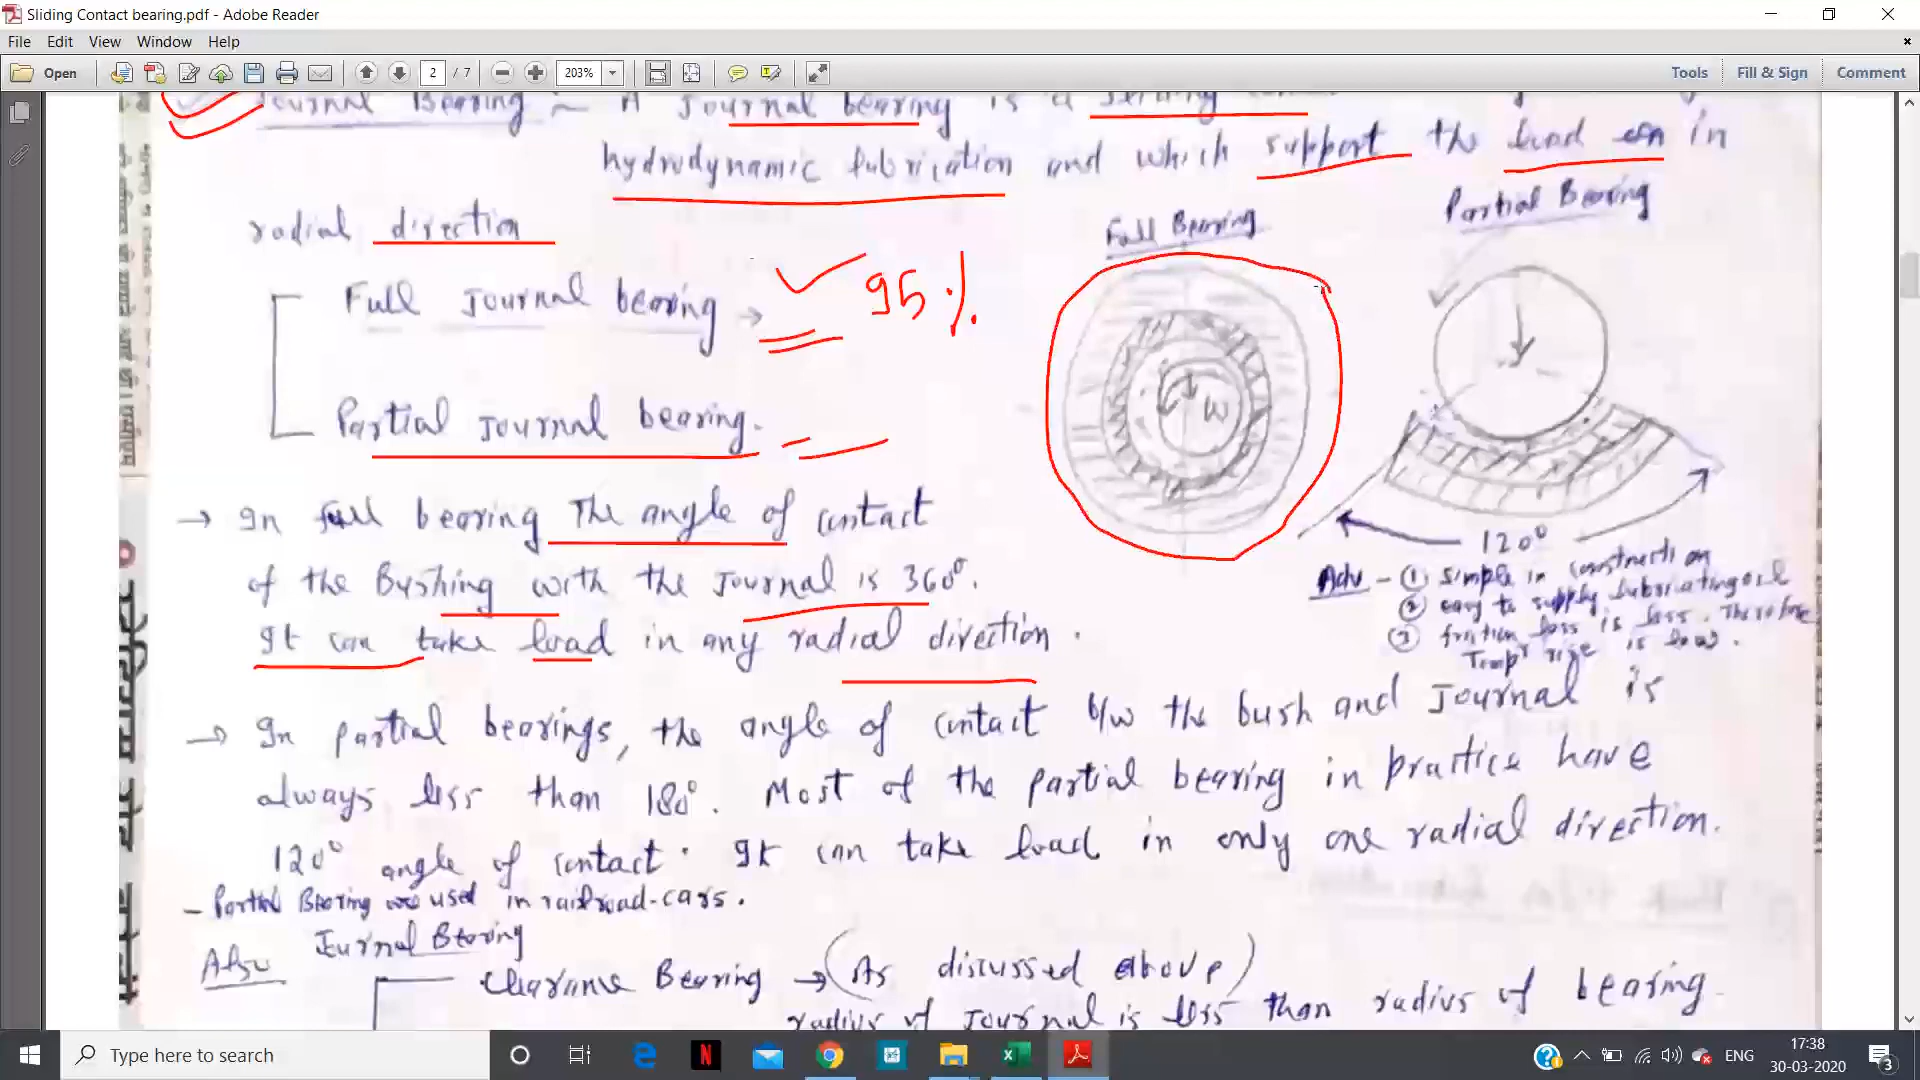 Sliding Contact bearing.pdf - Adobe Reader
File Edit View Window Help
Open 2 / 7 203% Tools Fill & Sign Comment
Journal Bearing ~ A Journal bearing is a sliding
hydrodynamic lubrication and which support the load on in
radial direction
Full Bearing
Partial Bearing
Full Journal bearing → 95 %
Partial Journal bearing.
W
→ In full bearing The angle of contact
of the Bushing with the Journal is 360°.
It can take load in any radial direction.
120°
Adv - ① Simple in construction
② easy to supply lubricating oil
③ friction loss is less. Therefore
Temp rise is low.
→ In partial bearings, the angle of contact b/w the bush and Journal is
always less than 180°. Most of the partial bearing in practice have
120° angle of contact. It can take load in only one radial direction.
- Partial Bearing are used in railroad-cars.
Also Journal Bearing
Clearance Bearing → (As discussed above)
radius of Journal is less than radius of bearing.
Type here to search
ENG
17:38
30-03-2020
3